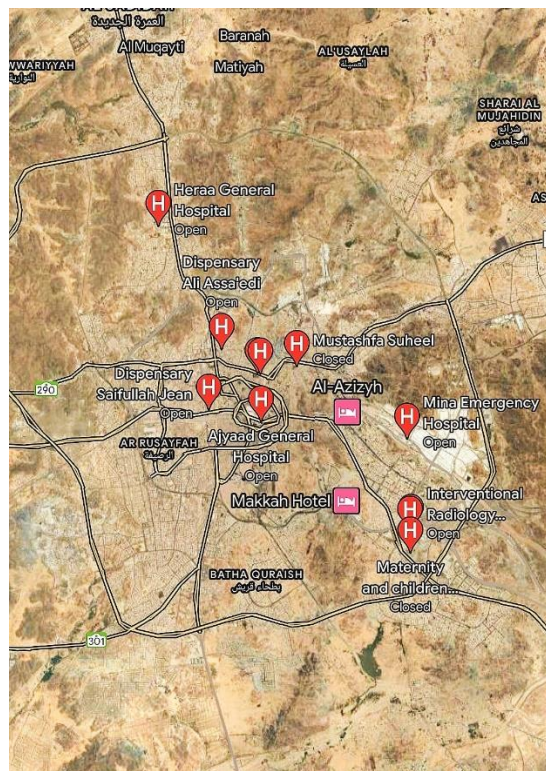 العمرة الجديدة
Al Muqayti
Baranah
Matiyah
AL USAYLAH
العسيلة
WWARIYYAH
النوارية
SHARAI AL
MUJAHIDIN
شرائع
المجاهدين
AS
H
Heraa General
Hospital
Open
Dispensary
Ali Assa'edi
Open
H
H
H
Mustashfa Suheel
Closed
290
Dispensary
Saifullah Jean
Open
H
H
Al-Azizyh
H
Mina Emergency
Hospital
Open
AR RUSAYFAH
الرصيفة
Ajyaad General
Hospital
Open
Makkah Hotel
H
Interventional
Radiology...
Open
H
Maternity
and children...
Closed
BATHA QURAISH
بطحاء قريش
301